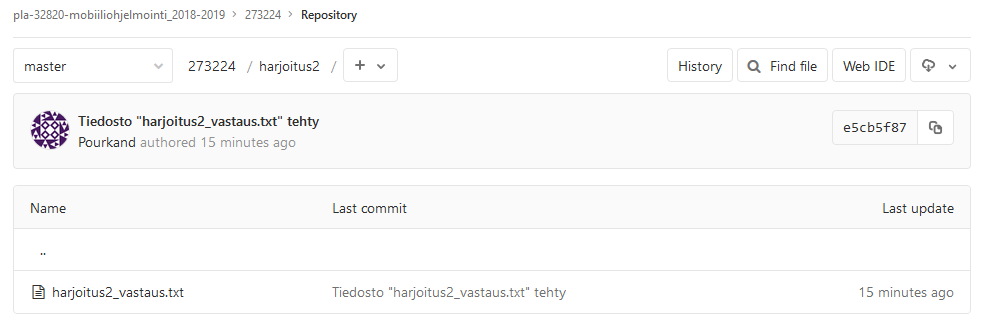 pla-32820-mobiiliohjelmointi_2018-2019 > 273224 > Repository
master 273224 / harjoitus2 / + History Find file Web IDE
Tiedosto "harjoitus2_vastaus.txt" tehty
Pourkand authored 15 minutes ago
e5cb5f87
Name Last commit Last update
..
harjoitus2_vastaus.txt Tiedosto "harjoitus2_vastaus.txt" tehty 15 minutes ago